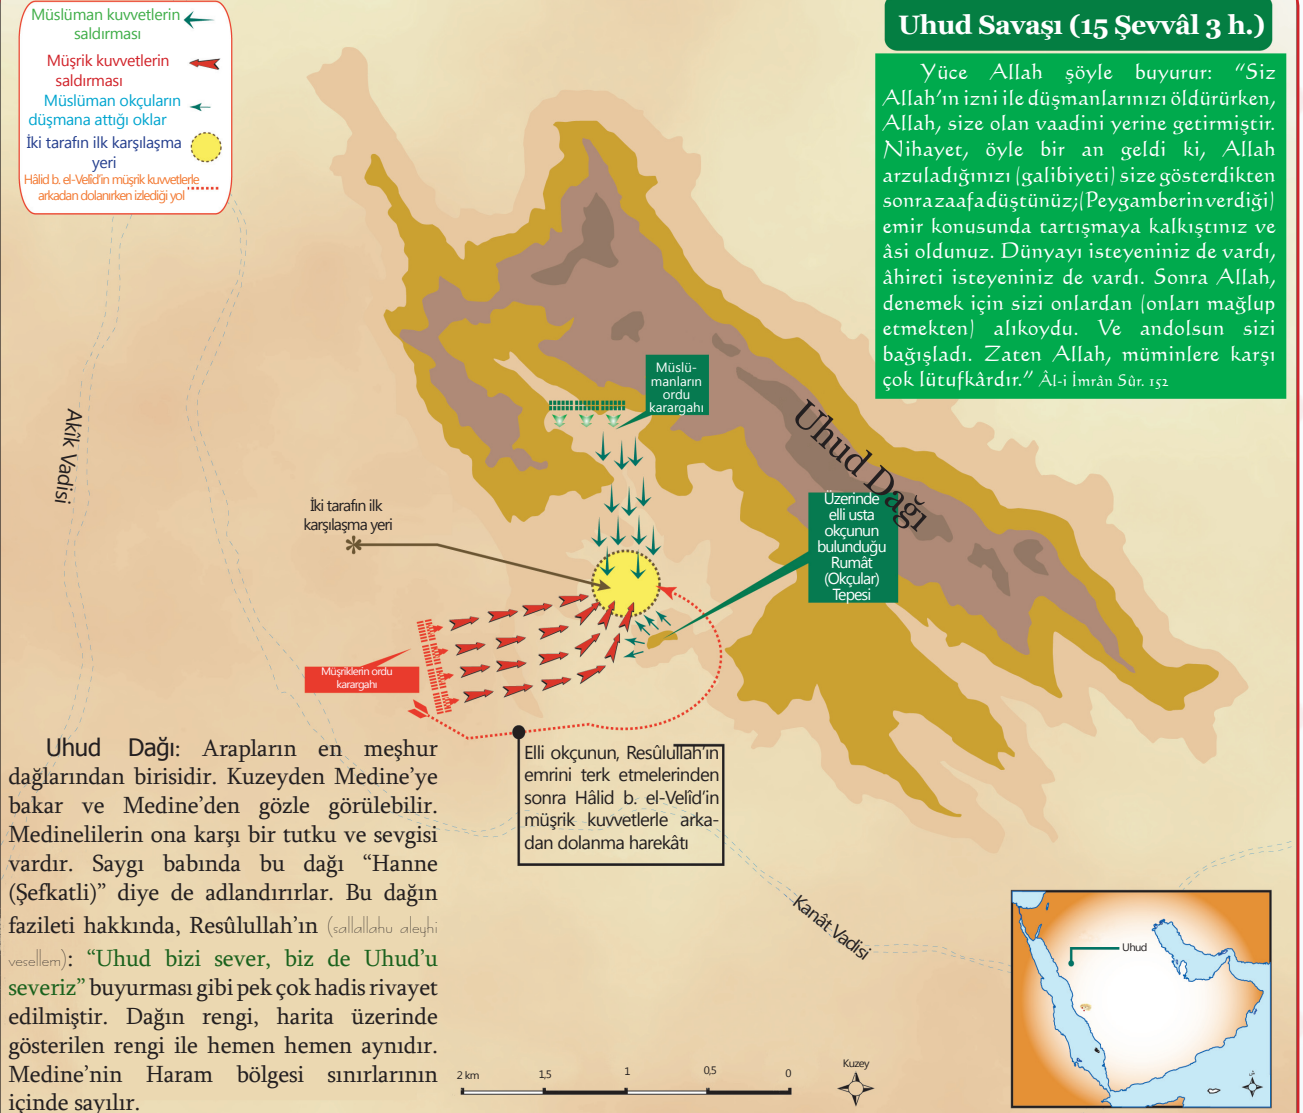 Müslüman kuvvetlerin
saldırması
Müşrik kuvvetlerin
saldırması
Müslüman okçuların
düşmana attığı oklar
İki tarafın ilk karşılaşma
yeri
Hâlid b. el-Velîd'in müşrik kuvvetlerle
arkadan dolanırken izlediği yol
Uhud Savaşı (15 Şevvâl 3 h.)
Yüce Allah şöyle buyurur: “Siz
Allah'ın izni ile düşmanlarınızı öldürürken,
Allah, size olan vaadini yerine getirmiştir.
Nihayet, öyle bir an geldi ki, Allah
arzuladığınızı (galibiyeti) size gösterdikten
sonra zaafa düştünüz; (Peygamberin verdiği)
emir konusunda tartışmaya kalkıştınız ve
âsi oldunuz. Dünyayı isteyeniniz de vardı,
âhireti isteyeniniz de vardı. Sonra Allah,
denemek için sizi onlardan (onları mağlup
etmekten) alıkoydu. Ve andolsun sizi
bağışladı. Zaten Allah, müminlere karşı
çok lütufkârdır.” Âl-i İmrân Sûr. 152
Müslü-
manların
ordu
karargahı
Akîk Vadisi
Uhud Dağı
İki tarafın ilk
karşılaşma yeri
Üzerinde
elli usta
okçunun
bulunduğu
Rumât
(Okçular)
Tepesi
Müşriklerin ordu
karargahı
Elli okçunun, Resûlullah'ın
emrini terk etmelerinden
sonra Hâlid b. el-Velîd'in
müşrik kuvvetlerle arka-
dan dolanma harekâtı
Uhud Dağı: Arapların en meşhur
dağlarından birisidir. Kuzeyden Medine'ye
bakar ve Medine'den gözle görülebilir.
Medinelilerin ona karşı bir tutku ve sevgisi
vardır. Saygı babında bu dağı “Hanne
(Şefkatli)” diye de adlandırırlar. Bu dağın
fazileti hakkında, Resûlullah'ın (sallallahu aleyhi
vesellem): “Uhud bizi sever, biz de Uhud'u
severiz” buyurması gibi pek çok hadis rivayet
edilmiştir. Dağın rengi, harita üzerinde
gösterilen rengi ile hemen hemen aynıdır.
Medine'nin Haram bölgesi sınırlarının
içinde sayılır.
Kanât Vadisi
2 km 1,5 1 0,5 0
Kuzey
Uhud